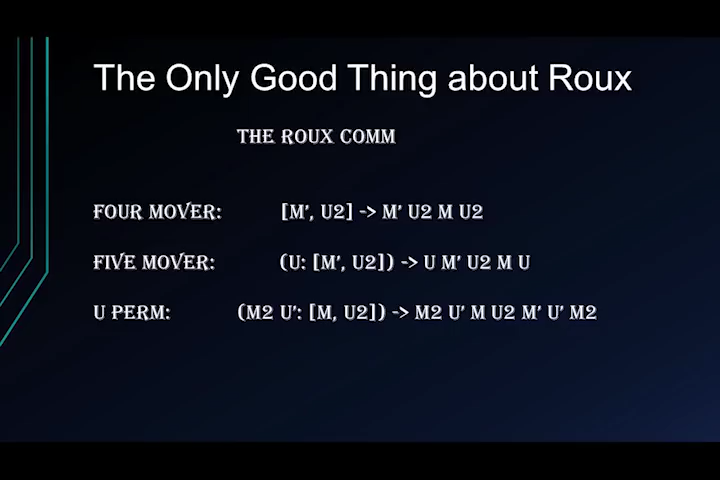 The Only Good Thing about Roux
THE ROUX COMM
FOUR MOVER: [M', U2] -> M' U2 M U2
FIVE MOVER: (U: [M', U2]) -> U M' U2 M U
U PERM: (M2 U': [M, U2]) -> M2 U' M U2 M' U' M2